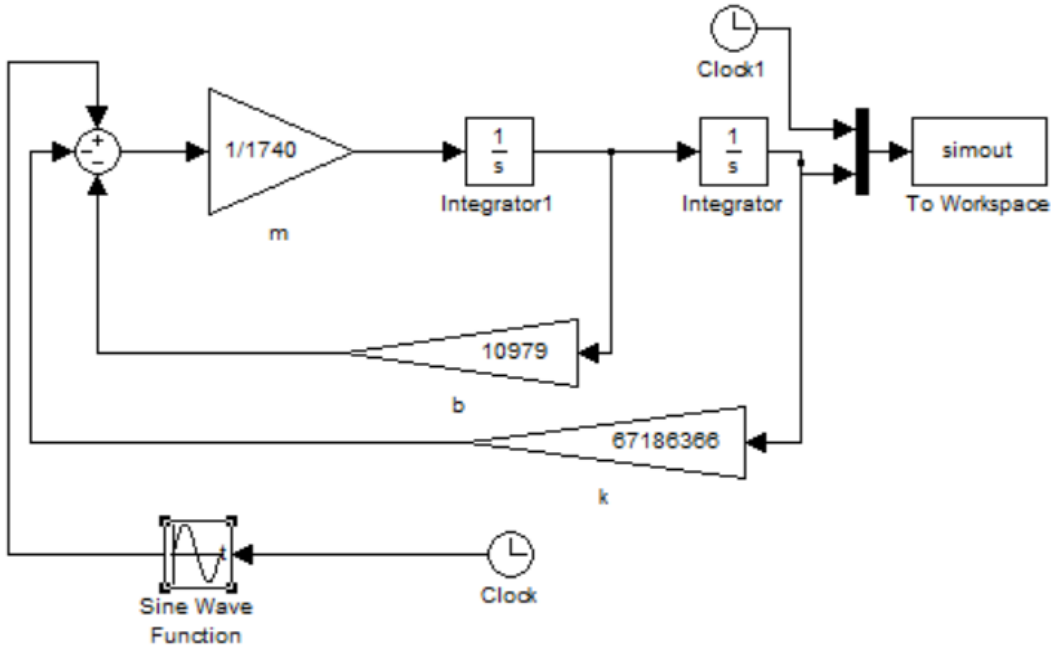 Clock1
+
−
−
1/1740
m
1
s
Integrator1
1
s
Integrator
simout
To Workspace
10979
b
67186366
k
t
Sine Wave
Function
Clock